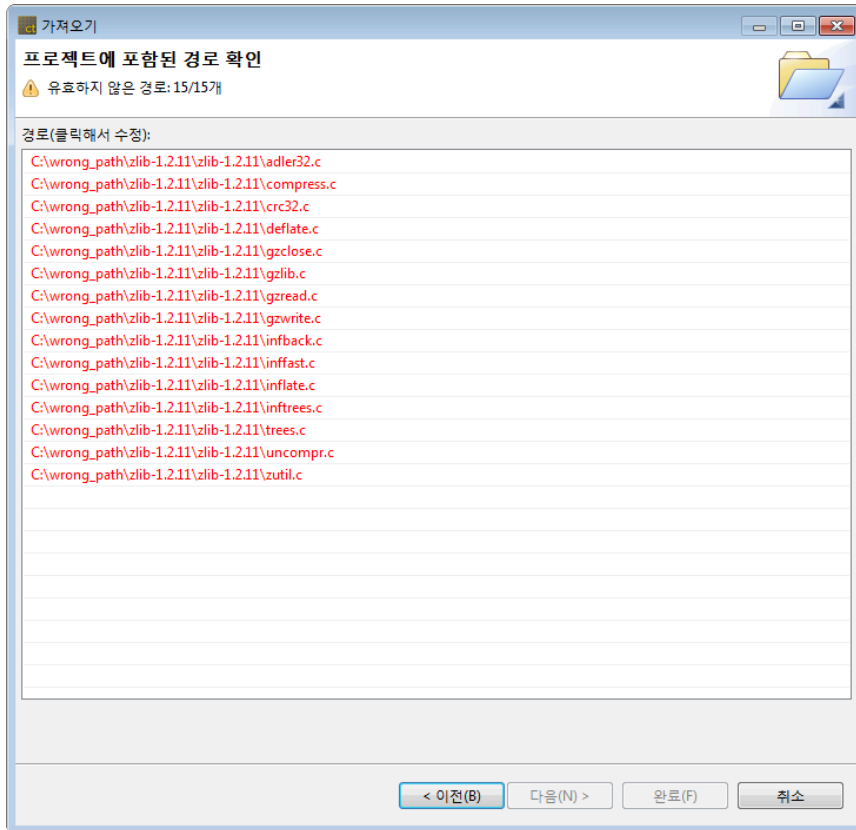 ct 가져오기
프로젝트에 포함된 경로 확인
유효하지 않은 경로: 15/15개
경로(클릭해서 수정):
C:\wrong_path\zlib-1.2.11\zlib-1.2.11\adler32.c
C:\wrong_path\zlib-1.2.11\zlib-1.2.11\compress.c
C:\wrong_path\zlib-1.2.11\zlib-1.2.11\crc32.c
C:\wrong_path\zlib-1.2.11\zlib-1.2.11\deflate.c
C:\wrong_path\zlib-1.2.11\zlib-1.2.11\gzclose.c
C:\wrong_path\zlib-1.2.11\zlib-1.2.11\gzlib.c
C:\wrong_path\zlib-1.2.11\zlib-1.2.11\gzread.c
C:\wrong_path\zlib-1.2.11\zlib-1.2.11\gzwrite.c
C:\wrong_path\zlib-1.2.11\zlib-1.2.11\infback.c
C:\wrong_path\zlib-1.2.11\zlib-1.2.11\inffast.c
C:\wrong_path\zlib-1.2.11\zlib-1.2.11\inflate.c
C:\wrong_path\zlib-1.2.11\zlib-1.2.11\inftrees.c
C:\wrong_path\zlib-1.2.11\zlib-1.2.11\trees.c
C:\wrong_path\zlib-1.2.11\zlib-1.2.11\uncompr.c
C:\wrong_path\zlib-1.2.11\zlib-1.2.11\zutil.c
< 이전(B) 다음(N) > 완료(F) 취소